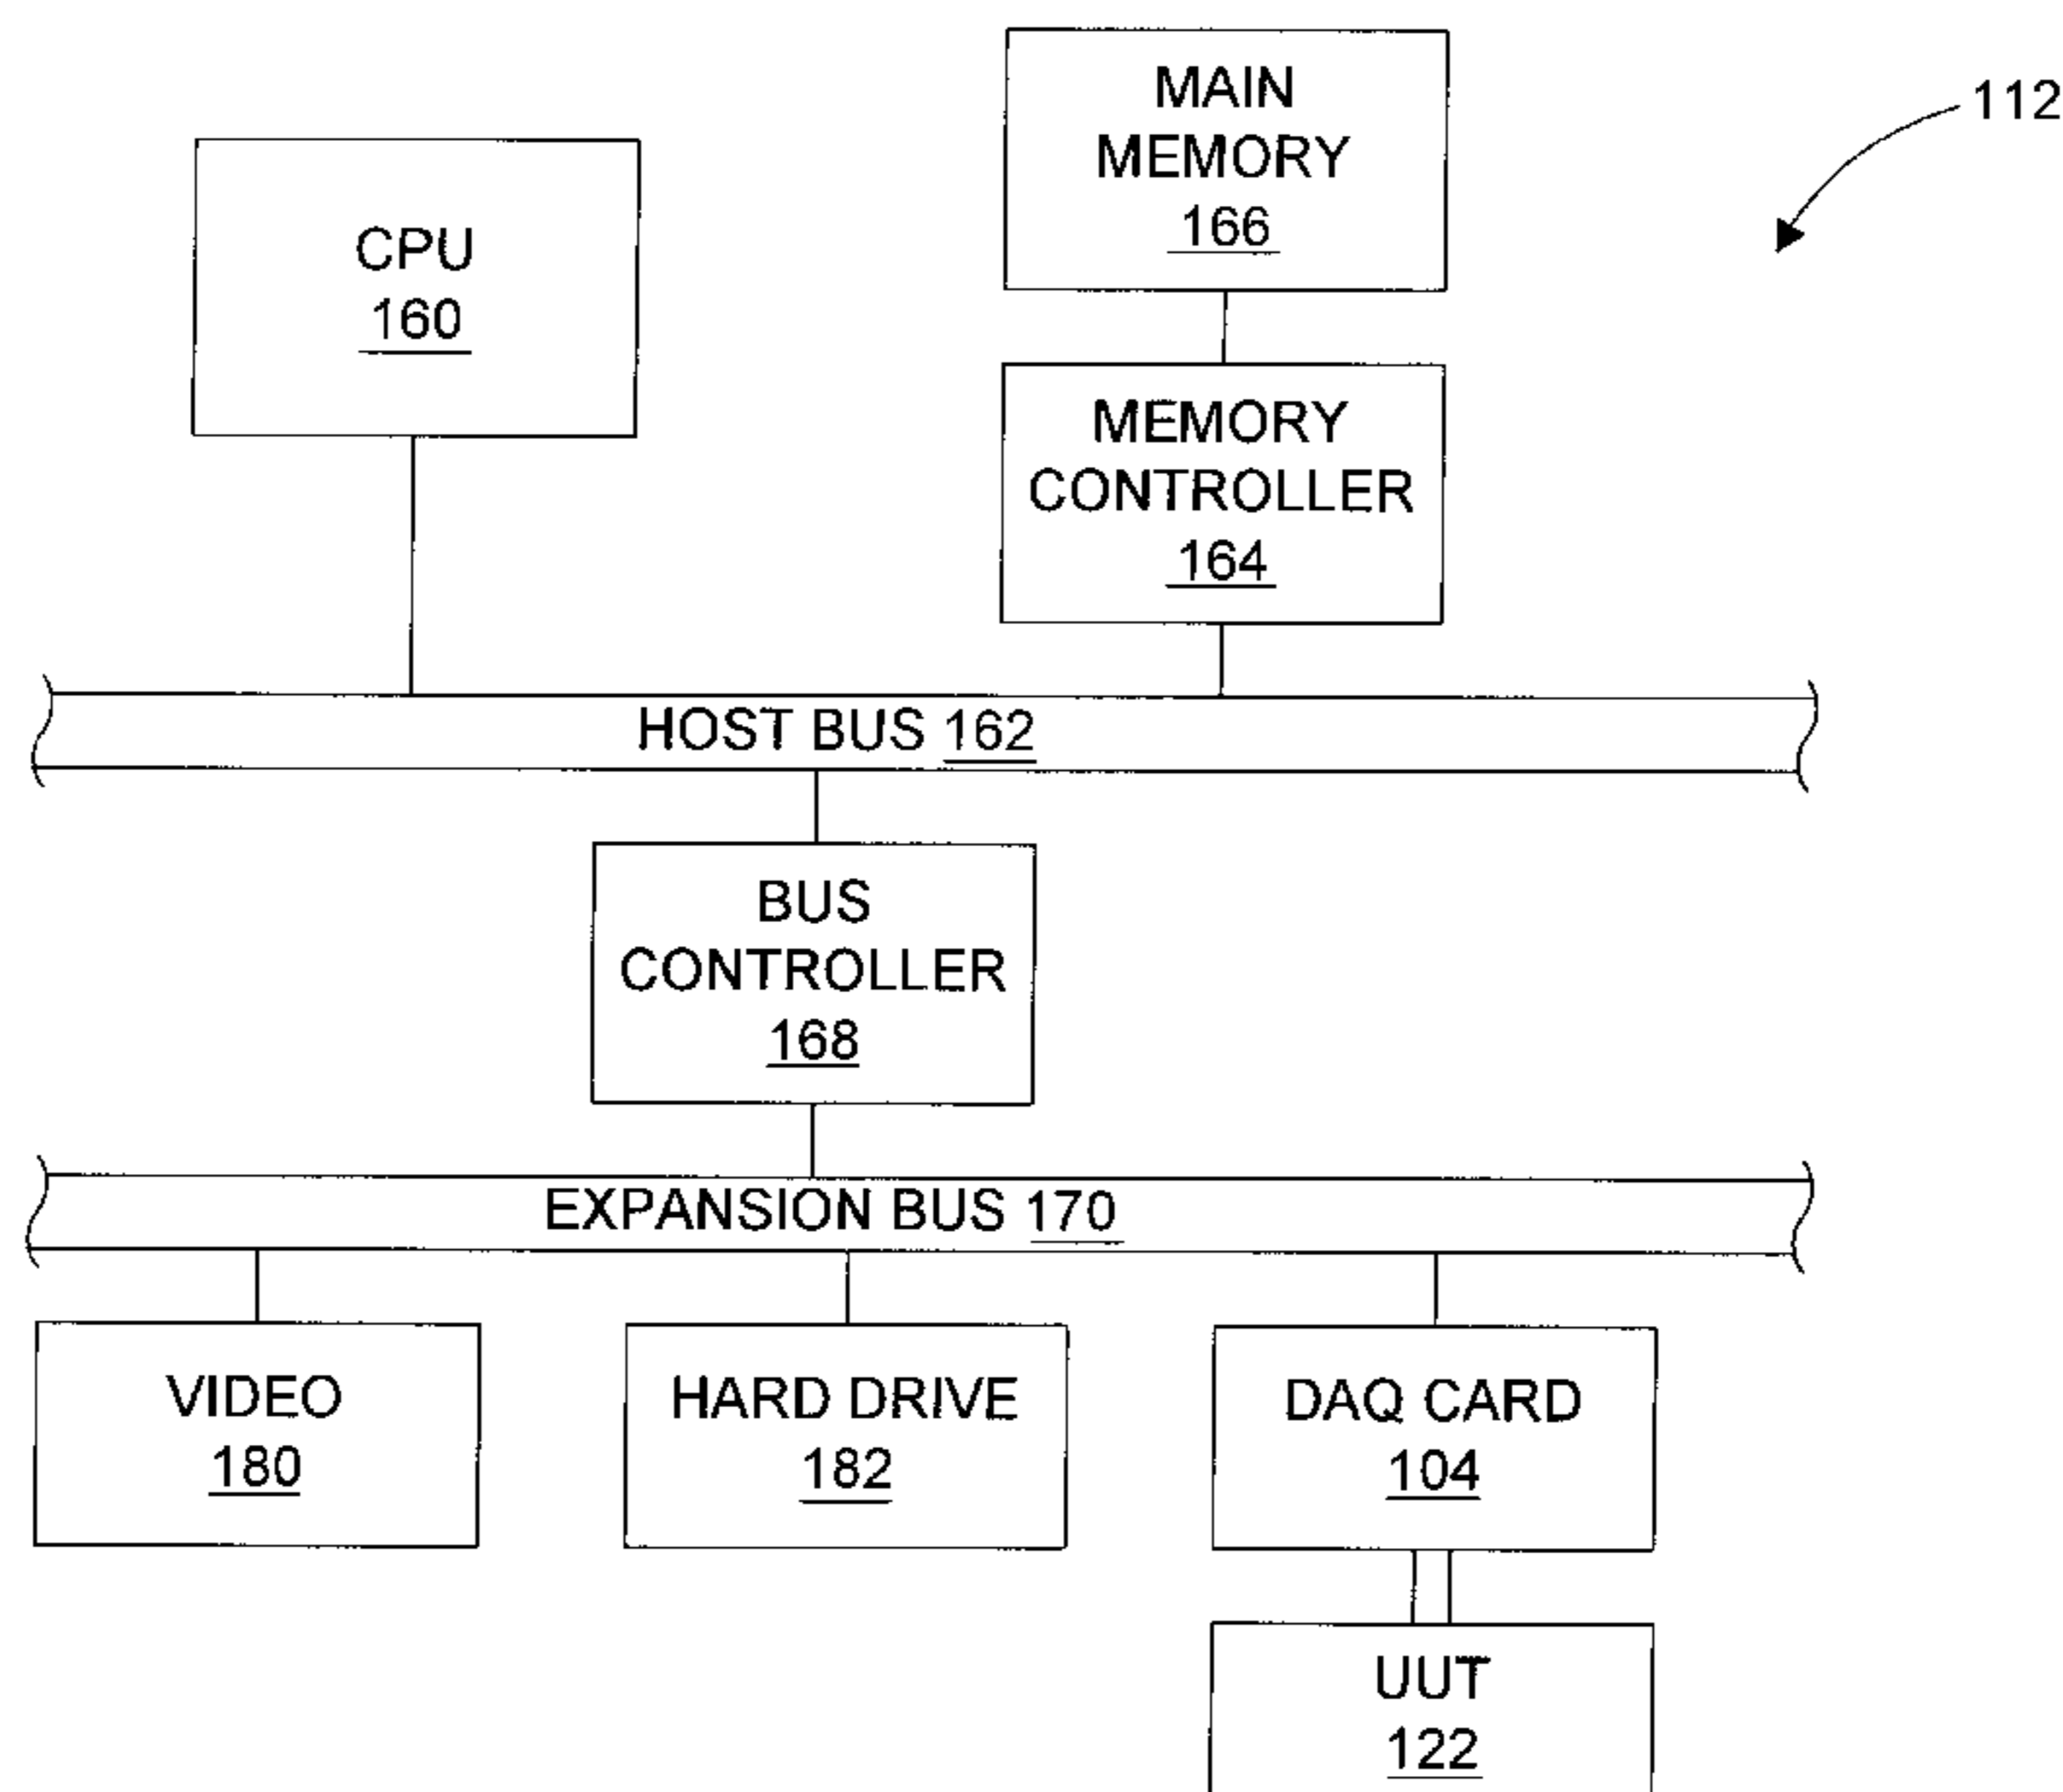 MAIN
MEMORY
166
112
CPU
160
MEMORY
CONTROLLER
164
HOST BUS 162
BUS
CONTROLLER
168
EXPANSION BUS 170
VIDEO
180
HARD DRIVE
182
DAQ CARD
104
UUT
122